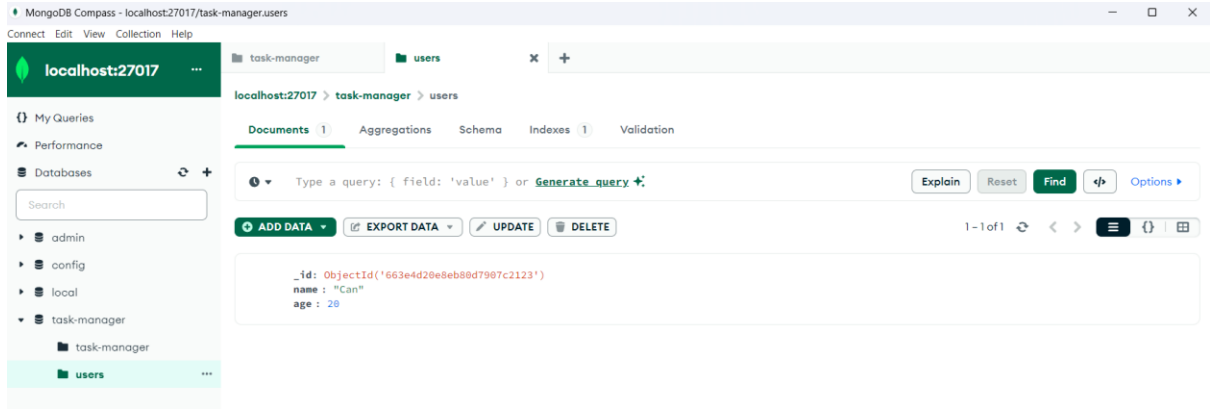 MongoDB Compass - localhost:27017/task-manager.users
Connect Edit View Collection Help
localhost:27017 ...
task-manager
users
localhost:27017 > task-manager > users
{} My Queries
Performance
Databases
Search
admin
config
local
task-manager
task-manager
users ...
Documents 1 Aggregations Schema Indexes 1 Validation
Type a query: { field: 'value' } or Generate query
Explain Reset Find </> Options
ADD DATA EXPORT DATA UPDATE DELETE
1 - 1 of 1 {}
_id: ObjectId('663e4d20e8eb80d7907c2123')
name : "Can"
age : 20